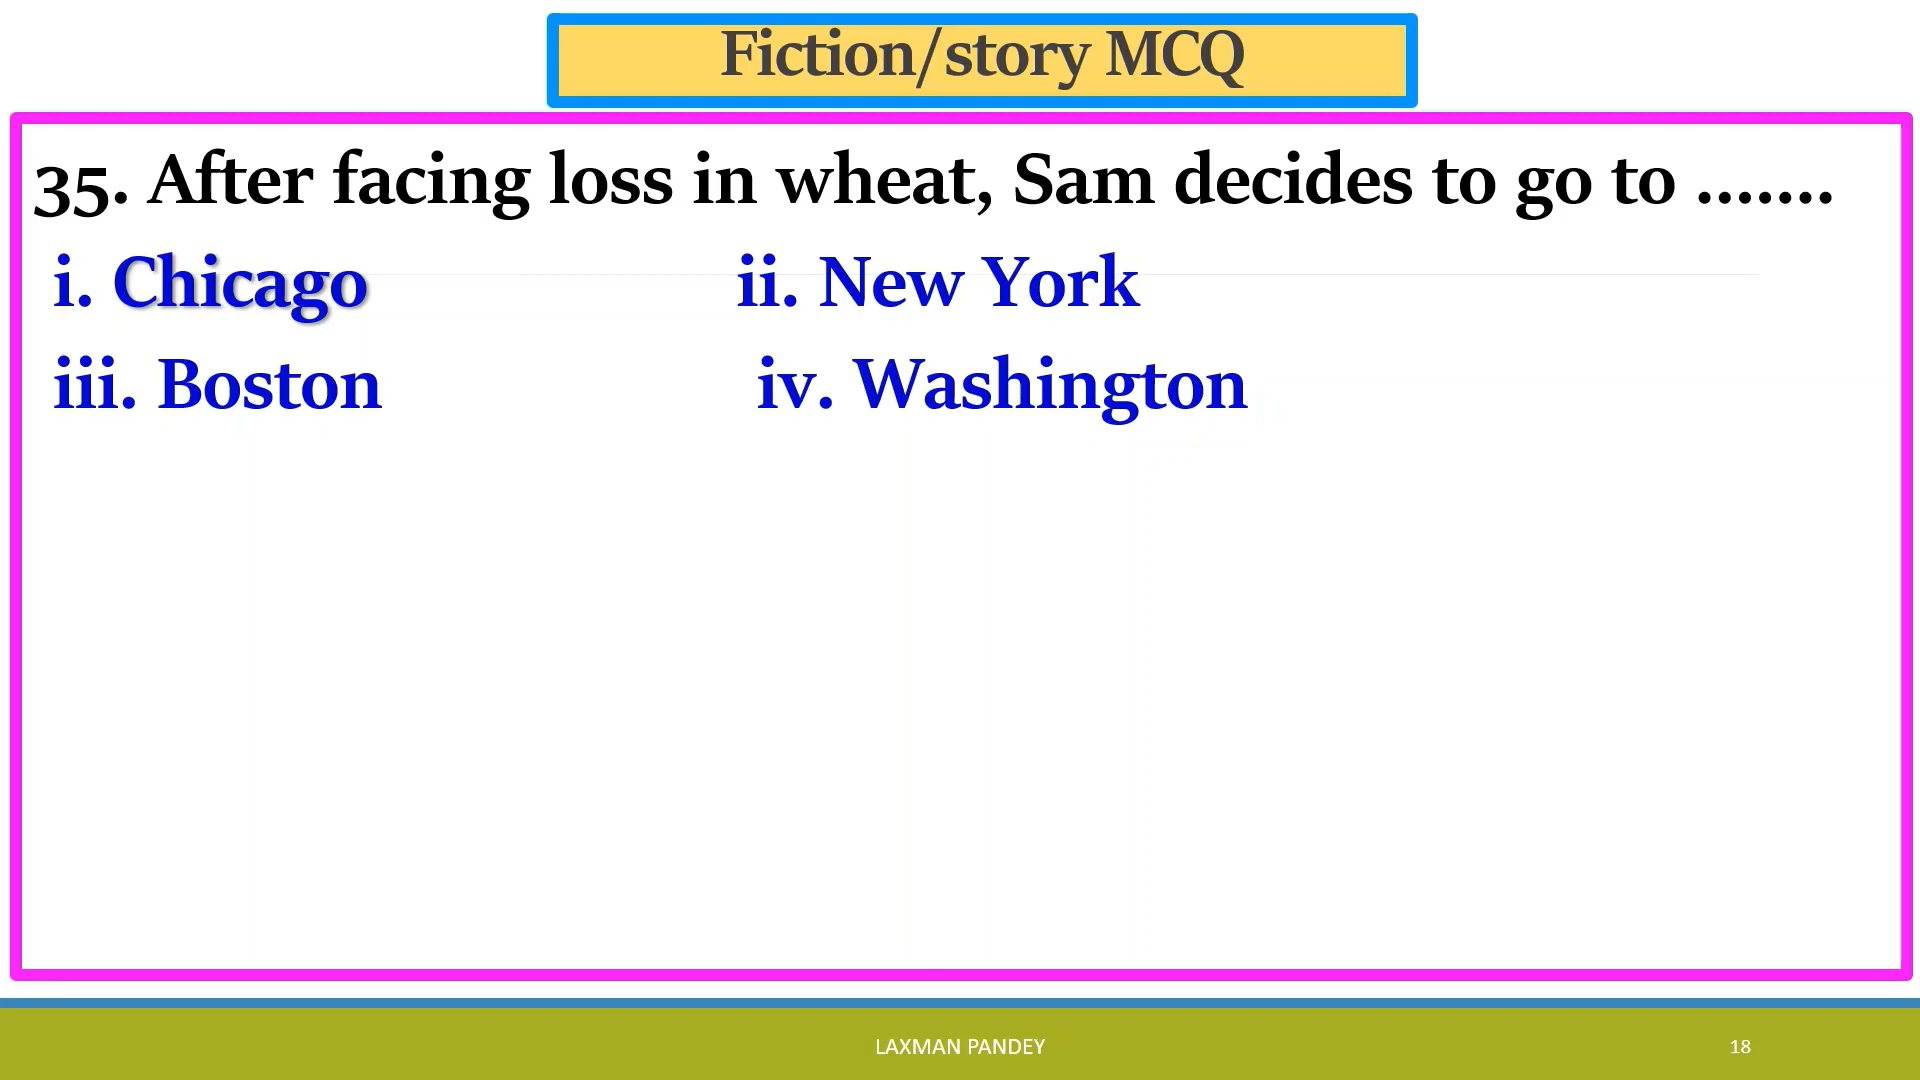 Fiction/story MCQ
35. After facing loss in wheat, Sam decides to go to .......
i. Chicago ii. New York
iii. Boston iv. Washington
LAXMAN PANDEY 18